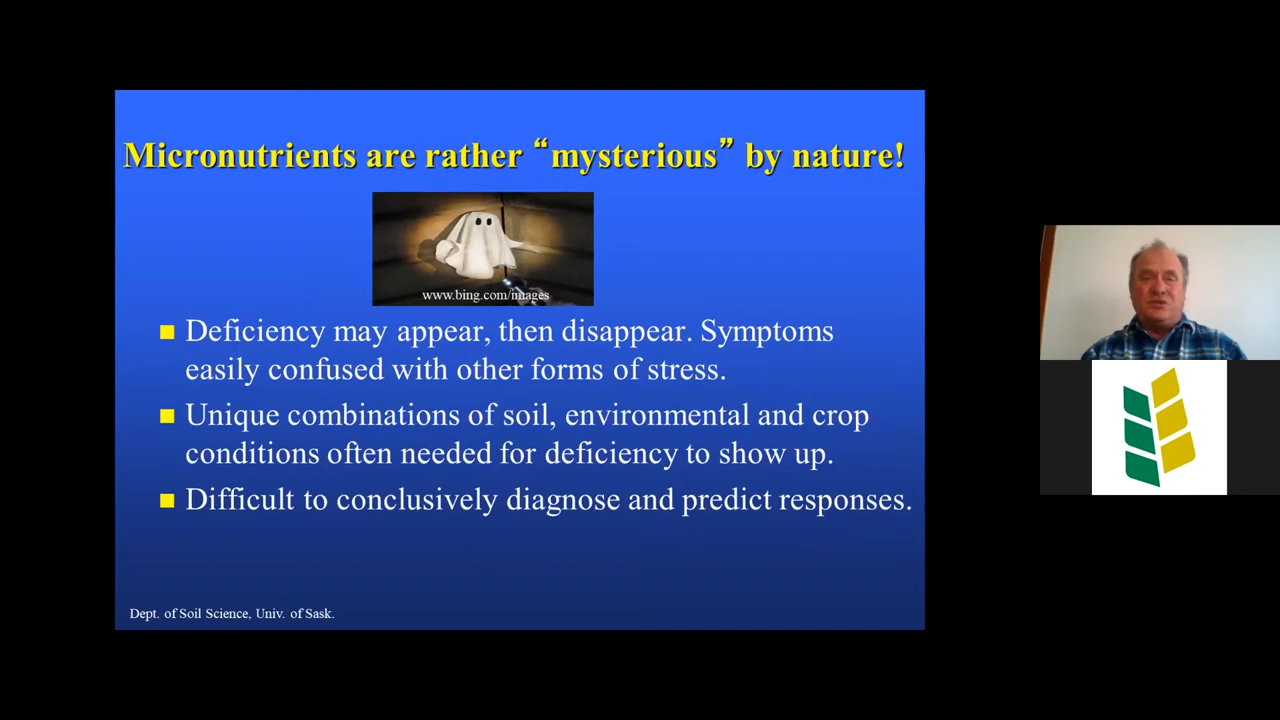 Micronutrients are rather “mysterious” by nature!
www.bing.com/images
Deficiency may appear, then disappear. Symptoms
easily confused with other forms of stress.
Unique combinations of soil, environmental and crop
conditions often needed for deficiency to show up.
Difficult to conclusively diagnose and predict responses.
Dept. of Soil Science, Univ. of Sask.